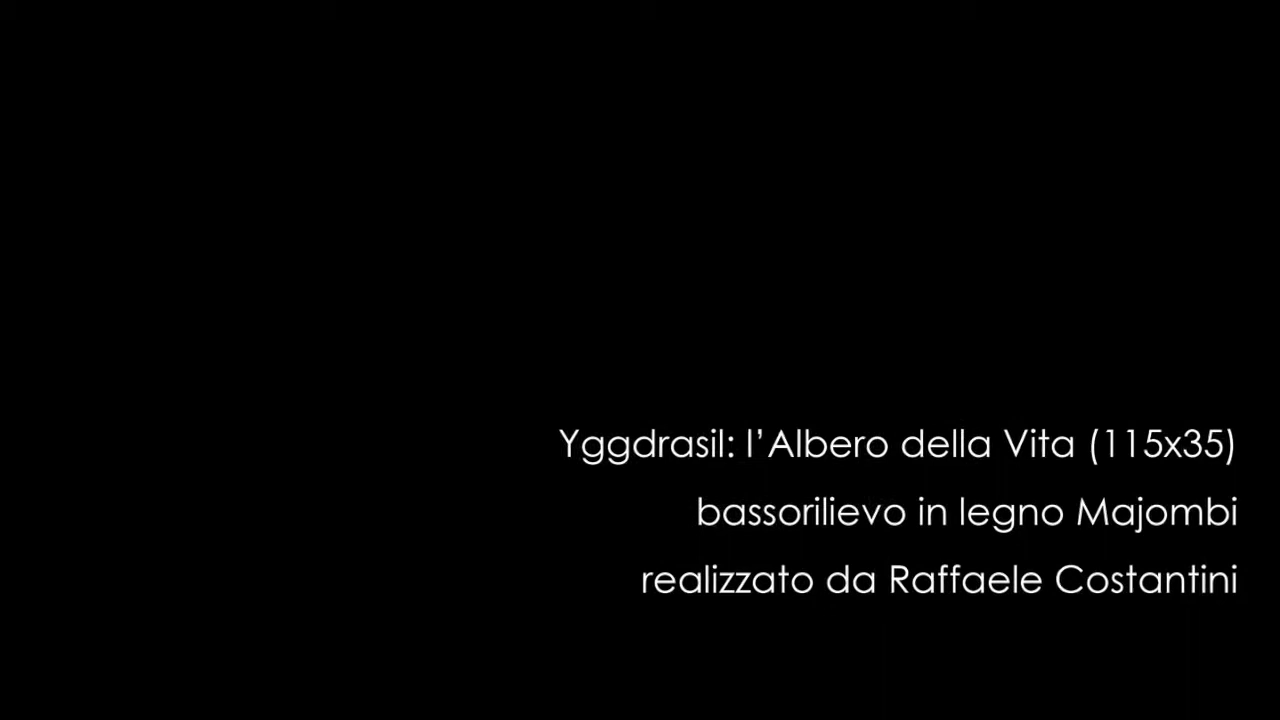 Yggdrasil: l’Albero della Vita (115x35)
bassorilievo in legno Majombi
realizzato da Raffaele Costantini